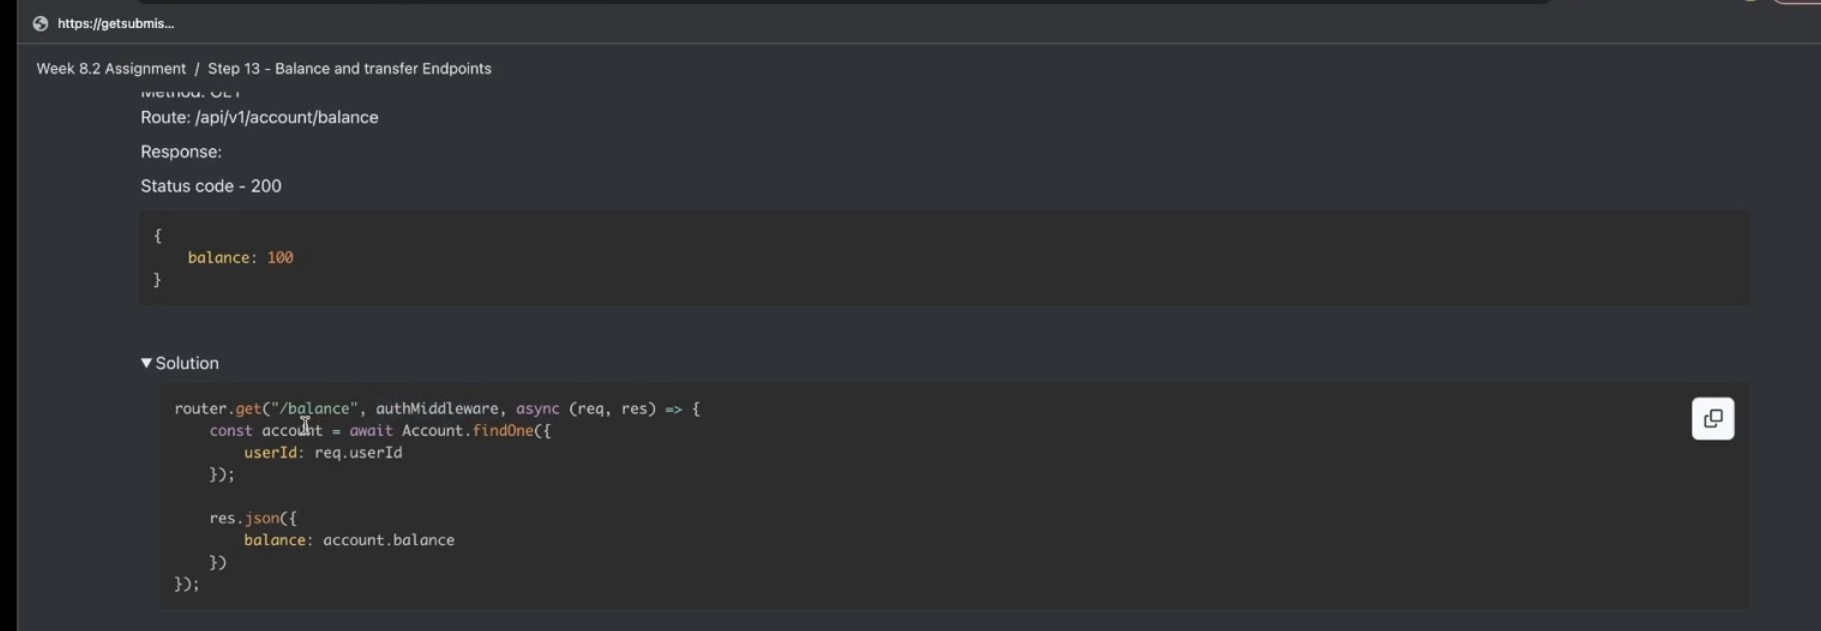 https://getsubmis...
Week 8.2 Assignment / Step 13 - Balance and transfer Endpoints
Method: GET
Route: /api/v1/account/balance
Response:
Status code - 200
{
    balance: 100
}
▼ Solution
router.get("/balance", authMiddleware, async (req, res) => {
    const account = await Account.findOne({
        userId: req.userId
    });
    res.json({
        balance: account.balance
    })
});